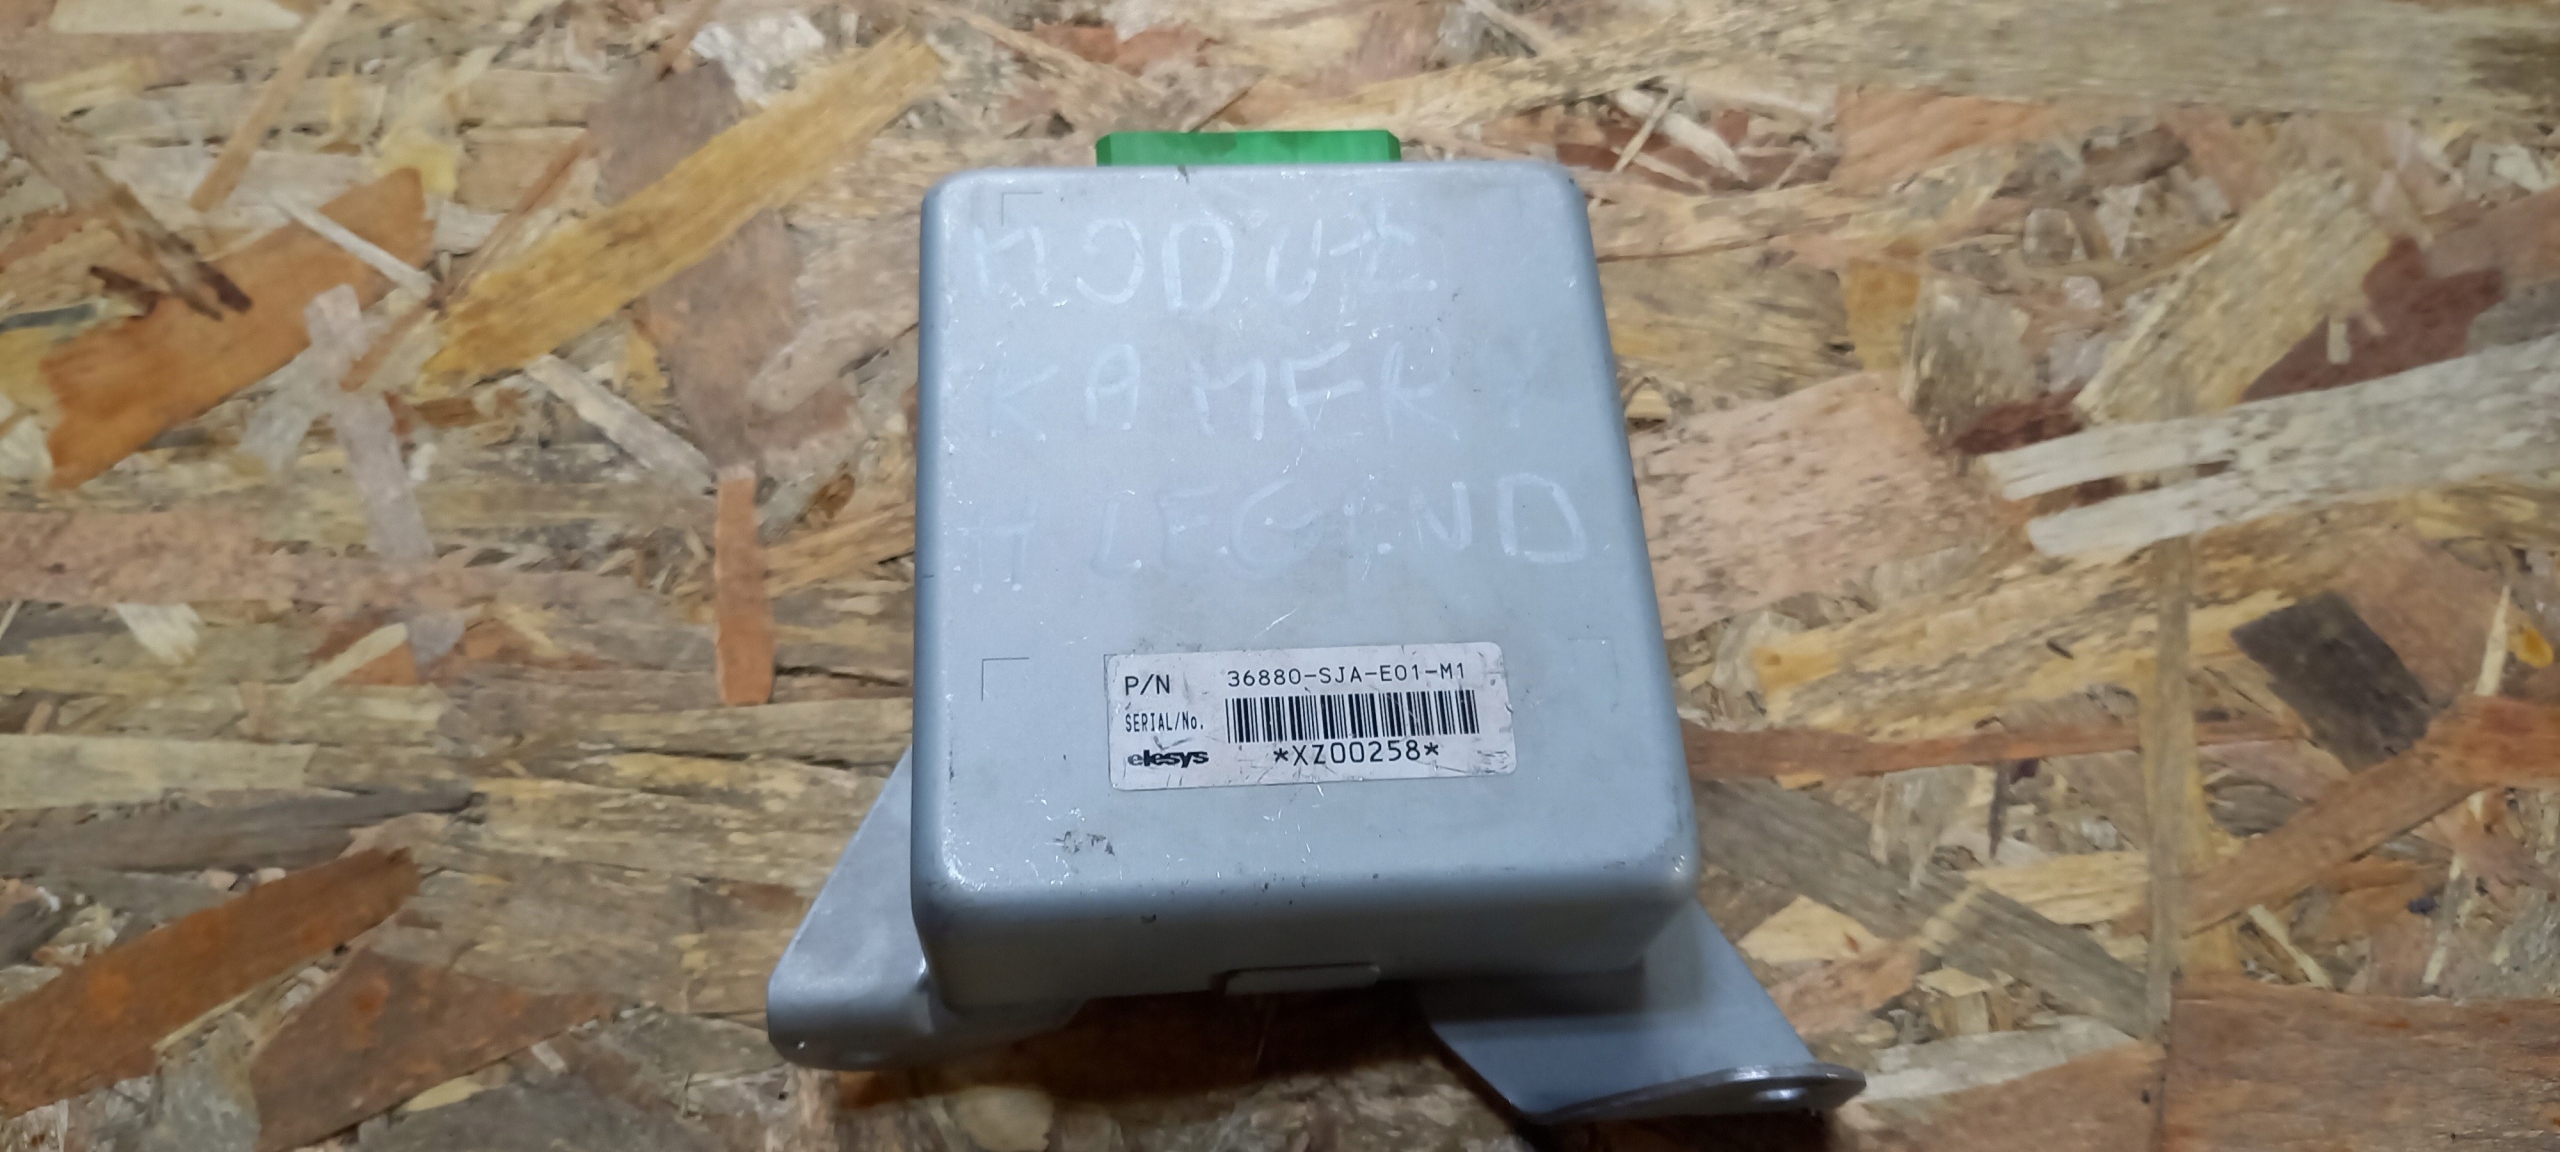 MODUŁ
KAMERY
H LEGEND
P/N 36880-SJA-E01-M1
SERIAL/No.
elesys *XZ00258*